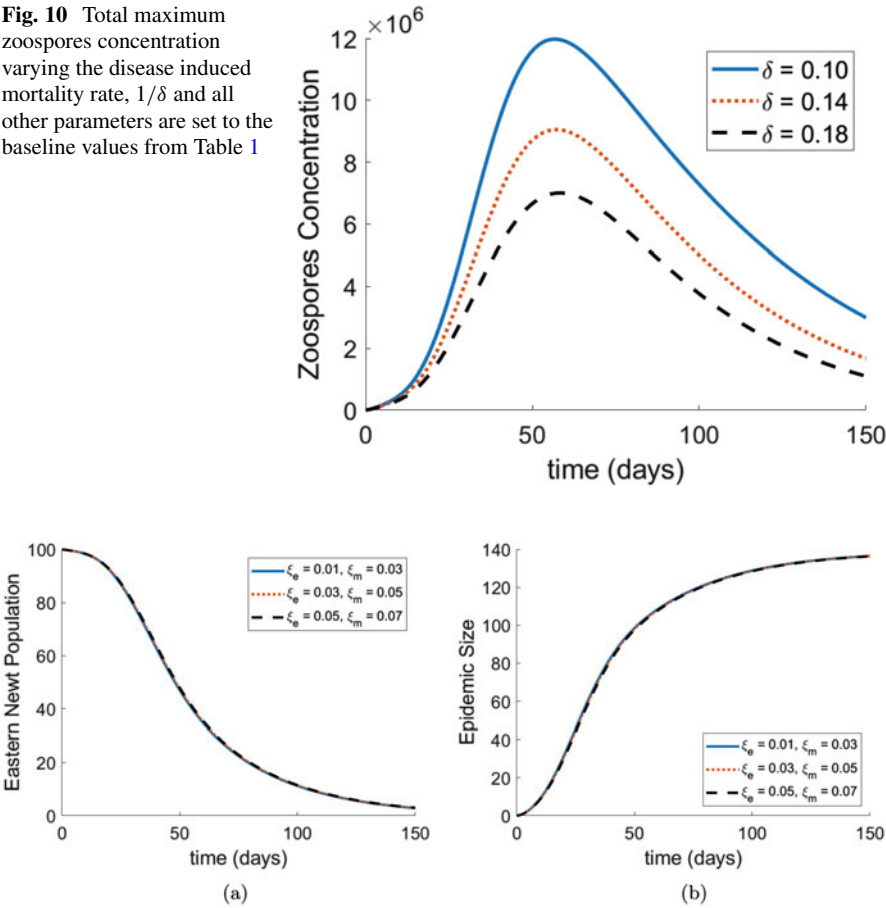 Fig. 10 Total maximum
zoospores concentration
varying the disease induced
mortality rate, 1/δ and all
other parameters are set to the
baseline values from Table 1
×10⁶
12
10
8
6
4
2
0
Zoospores Concentration
δ = 0.10
δ = 0.14
δ = 0.18
0 50 100 150
time (days)
100
80
60
40
20
0
Eastern Newt Population
ξe = 0.01, ξm = 0.03
ξe = 0.03, ξm = 0.05
ξe = 0.05, ξm = 0.07
0 50 100 150
time (days)
(a)
140
120
100
80
60
40
20
0
Epidemic Size
ξe = 0.01, ξm = 0.03
ξe = 0.03, ξm = 0.05
ξe = 0.05, ξm = 0.07
0 50 100 150
time (days)
(b)